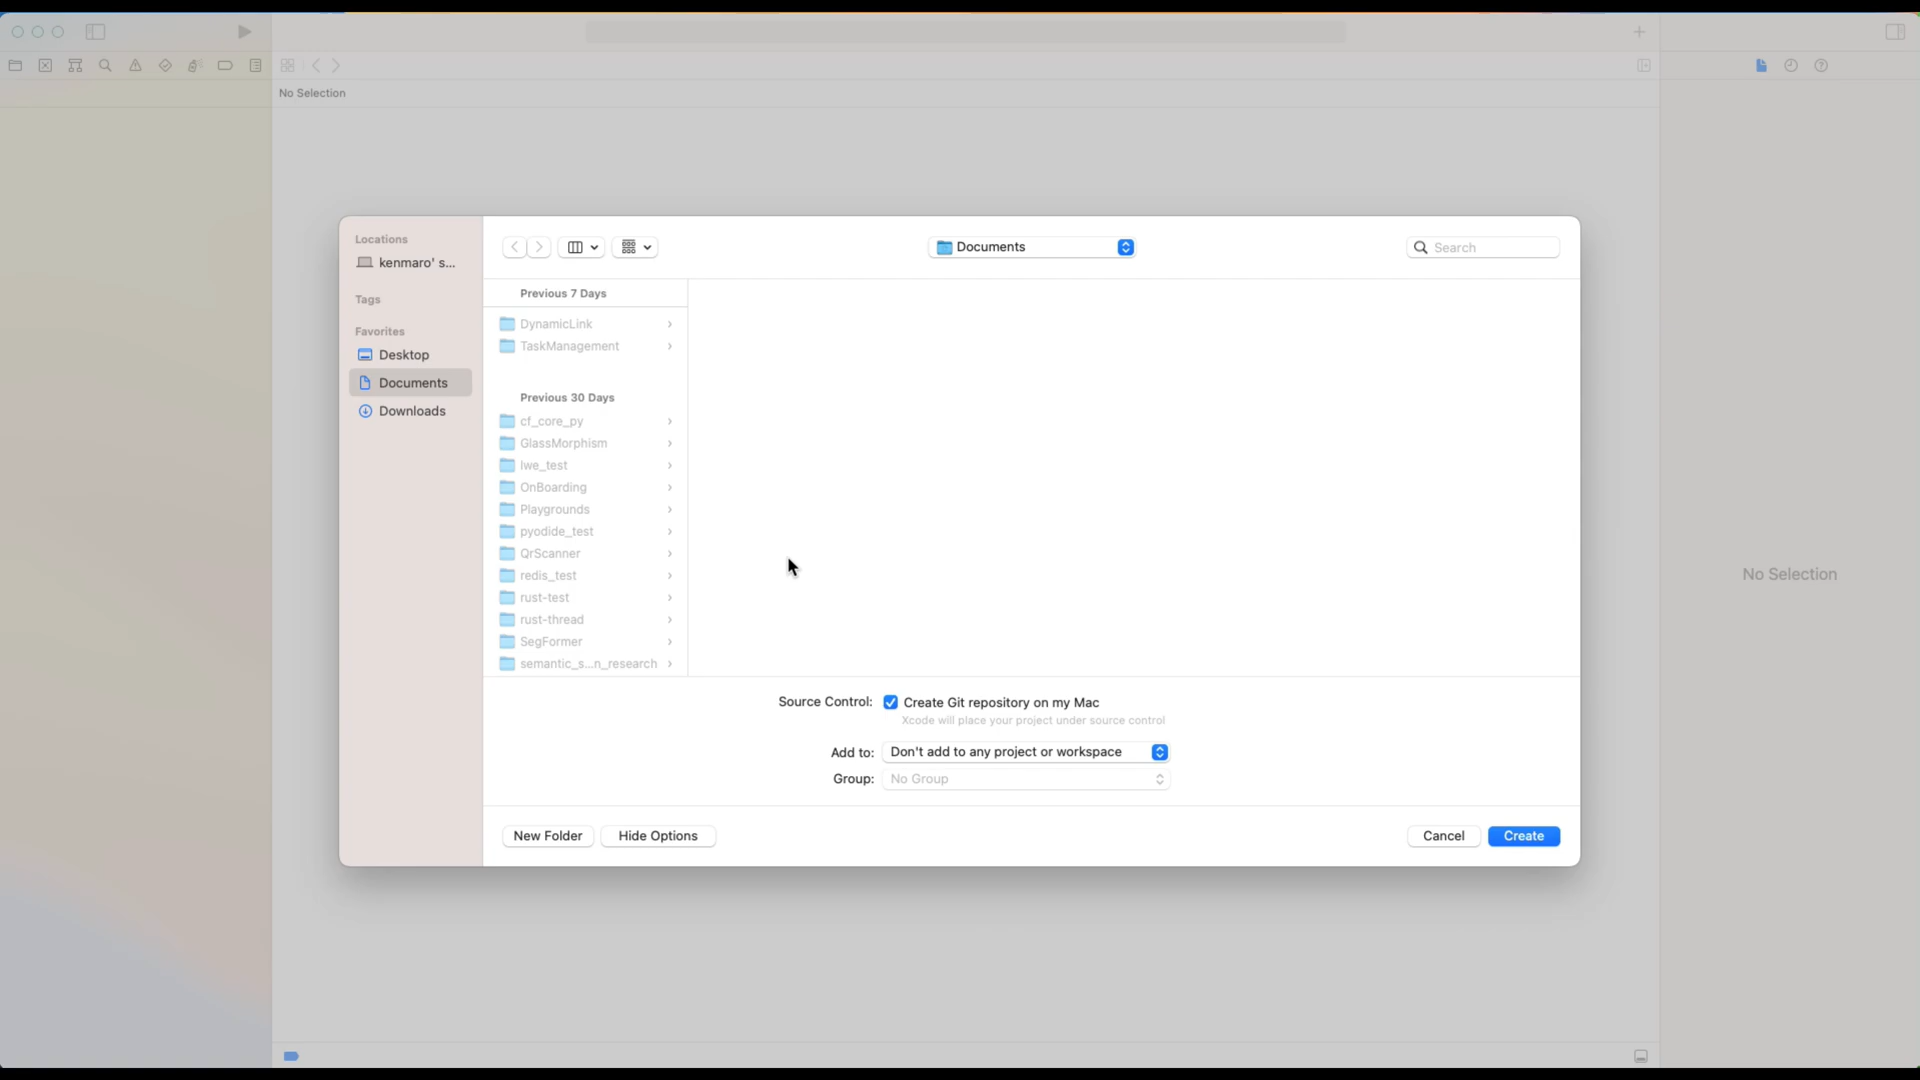 No Selection
Locations
kenmaro' s...
Tags
Favorites
Desktop
Documents
Downloads
Documents
Search
Previous 7 Days
DynamicLink
TaskManagement
Previous 30 Days
cf_core_py
GlassMorphism
lwe_test
OnBoarding
Playgrounds
pyodide_test
QrScanner
redis_test
rust-test
rust-thread
SegFormer
semantic_s...n_research
Source Control: Create Git repository on my Mac
Xcode will place your project under source control
Add to: Don't add to any project or workspace
Group: No Group
New Folder Hide Options Cancel Create
No Selection